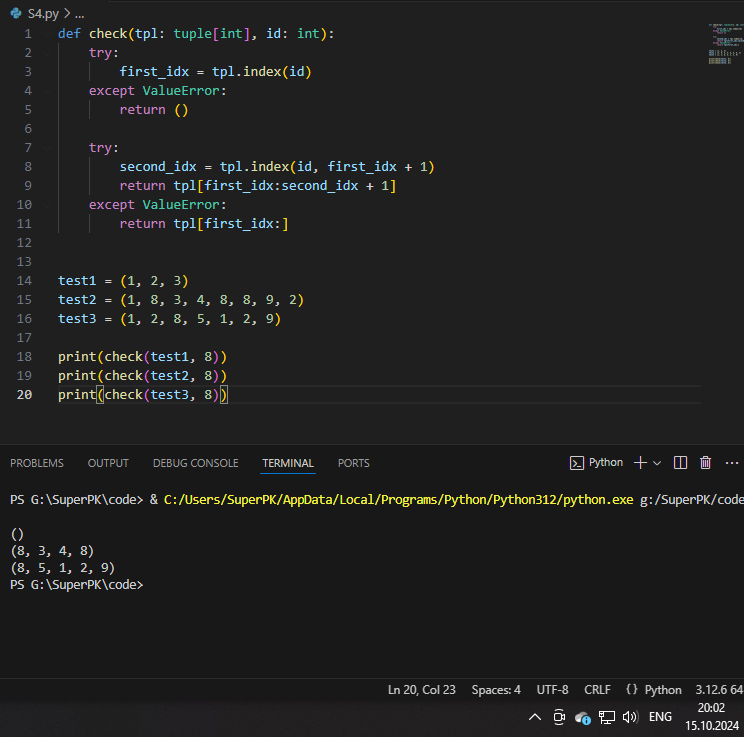 S4.py > ...
1 def check(tpl: tuple[int], id: int):
2     try:
3         first_idx = tpl.index(id)
4     except ValueError:
5         return ()
6
7     try:
8         second_idx = tpl.index(id, first_idx + 1)
9         return tpl[first_idx:second_idx + 1]
10     except ValueError:
11         return tpl[first_idx:]
12
13
14 test1 = (1, 2, 3)
15 test2 = (1, 8, 3, 4, 8, 8, 9, 2)
16 test3 = (1, 2, 8, 5, 1, 2, 9)
17
18 print(check(test1, 8))
19 print(check(test2, 8))
20 print(check(test3, 8))
PROBLEMS OUTPUT DEBUG CONSOLE TERMINAL PORTS Python
PS G:\SuperPK\code> & C:/Users/SuperPK/AppData/Local/Programs/Python/Python312/python.exe g:/SuperPK/code
()
(8, 3, 4, 8)
(8, 5, 1, 2, 9)
PS G:\SuperPK\code>
Ln 20, Col 23 Spaces: 4 UTF-8 CRLF {} Python 3.12.6 64
ENG
20:02
15.10.2024